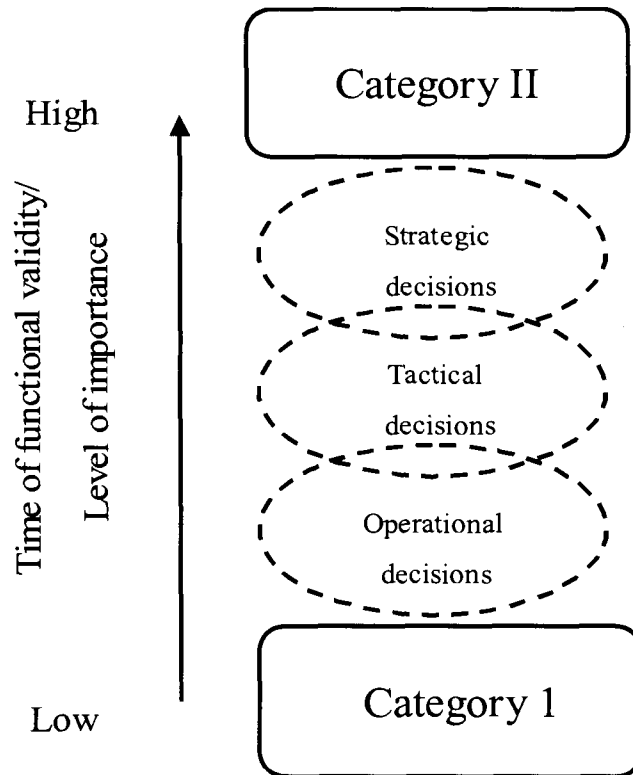 Category II
High
Time of functional validity/
Level of importance
Strategic
decisions
Tactical
decisions
Operational
decisions
Category 1
Low